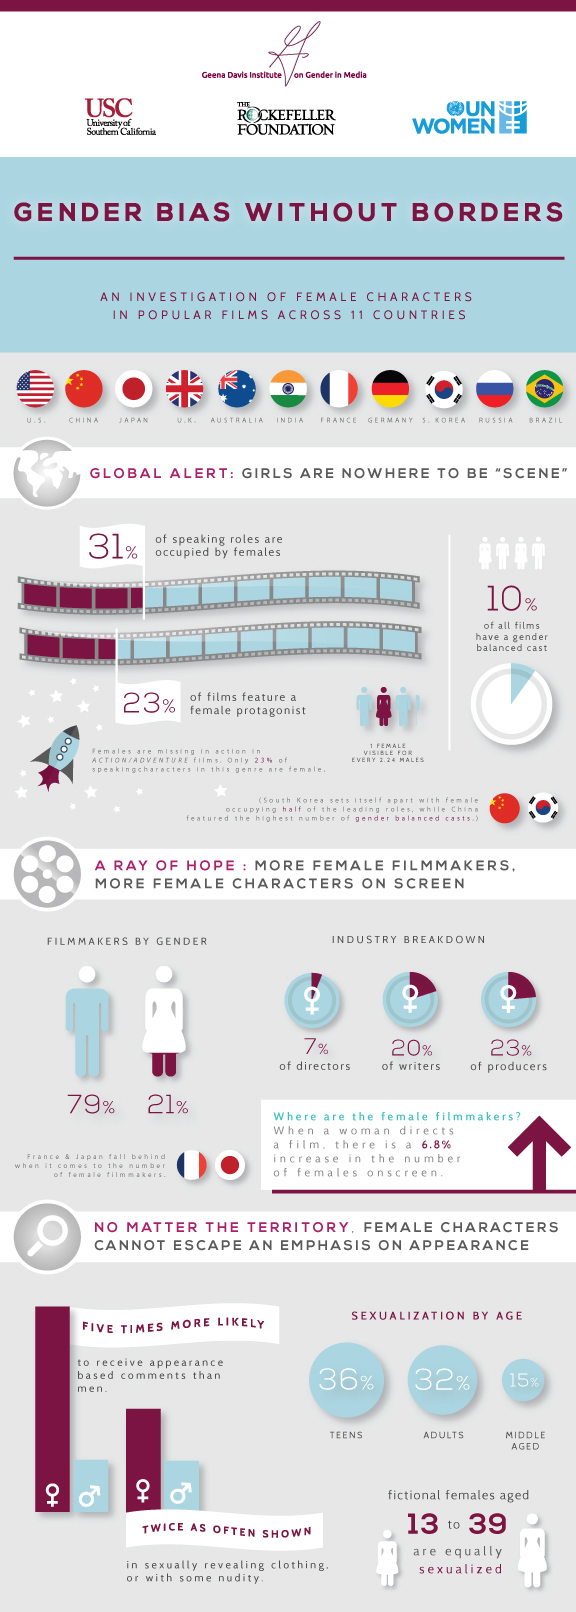 Geena Davis Institute on Gender in Media
USC
University of
Southern California
THE
ROCKEFELLER
FOUNDATION
UN
WOMEN
GENDER BIAS WITHOUT BORDERS
AN INVESTIGATION OF FEMALE CHARACTERS
IN POPULAR FILMS ACROSS 11 COUNTRIES
U.S. CHINA JAPAN U.K. AUSTRALIA INDIA FRANCE GERMANY S. KOREA RUSSIA BRAZIL
GLOBAL ALERT: GIRLS ARE NOWHERE TO BE “SCENE”
31%
of speaking roles are
occupied by females
10%
of all films
have a gender
balanced cast
23%
of films feature a
female protagonist
1 FEMALE
VISIBLE FOR
EVERY 2.24 MALES
Females are missing in action in
ACTION/ADVENTURE films. Only 23% of
speakingcharacters in this genre are female.
(South Korea sets itself apart with female
occupying half of the leading roles, while China
featured the highest number of gender balanced casts.)
A RAY OF HOPE : MORE FEMALE FILMMAKERS,
MORE FEMALE CHARACTERS ON SCREEN
FILMMAKERS BY GENDER
79% 21%
France & Japan fall behind
when it comes to the number
of female filmmakers.
INDUSTRY BREAKDOWN
7% 20% 23%
of directors of writers of producers
Where are the female filmmakers?
When a woman directs
a film, there is a 6.8%
increase in the number
of females onscreen.
NO MATTER THE TERRITORY, FEMALE CHARACTERS
CANNOT ESCAPE AN EMPHASIS ON APPEARANCE
FIVE TIMES MORE LIKELY
to receive appearance
based comments than
men.
TWICE AS OFTEN SHOWN
in sexually revealing clothing,
or with some nudity.
SEXUALIZATION BY AGE
36% 32% 15%
TEENS ADULTS MIDDLE
AGED
fictional females aged
13 to 39
are equally
sexualized